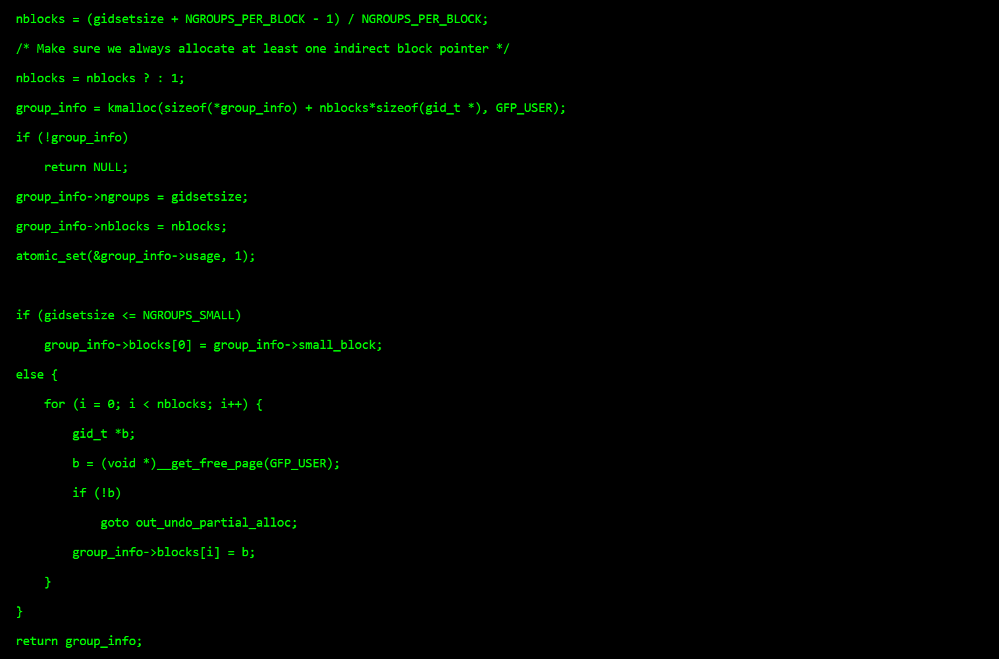 nblocks = (gidsetsize + NGROUPS_PER_BLOCK - 1) / NGROUPS_PER_BLOCK;
/* Make sure we always allocate at least one indirect block pointer */
nblocks = nblocks ? : 1;
group_info = kmalloc(sizeof(*group_info) + nblocks*sizeof(gid_t *), GFP_USER);
if (!group_info)
    return NULL;
group_info->ngroups = gidsetsize;
group_info->nblocks = nblocks;
atomic_set(&group_info->usage, 1);

if (gidsetsize <= NGROUPS_SMALL)
    group_info->blocks[0] = group_info->small_block;
else {
    for (i = 0; i < nblocks; i++) {
        gid_t *b;
        b = (void *)__get_free_page(GFP_USER);
        if (!b)
            goto out_undo_partial_alloc;
        group_info->blocks[i] = b;
    }
}
return group_info;